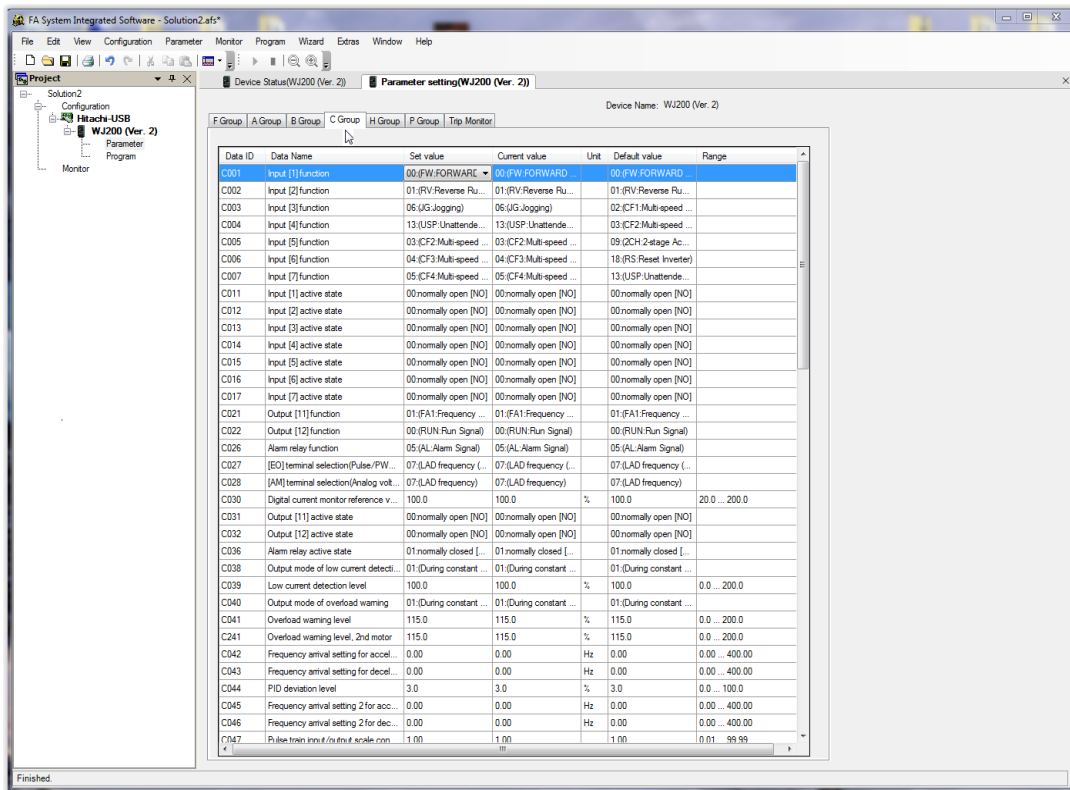 FA System Integrated Software - Solution2.afs*
File Edit View Configuration Parameter Monitor Program Wizard Extras Window Help
Project
Device Status(WJ200 (Ver. 2)) Parameter setting(WJ200 (Ver. 2))
Solution2
Configuration
Hitachi-USB
WJ200 (Ver. 2)
Parameter
Program
Monitor
Device Name: WJ200 (Ver. 2)
F Group A Group B Group C Group H Group P Group Trip Monitor
Data ID Data Name Set value Current value Unit Default value Range
C001 Input [1] function 00:(FW:FORWARD 00:(FW:FORWARD ... 00:(FW:FORWARD ...
C002 Input [2] function 01:(RV:Reverse Ru... 01:(RV:Reverse Ru... 01:(RV:Reverse Ru...
C003 Input [3] function 06:(JG:Jogging) 06:(JG:Jogging) 02:(CF1:Multi-speed ...
C004 Input [4] function 13:(USP:Unattende... 13:(USP:Unattende... 03:(CF2:Multi-speed ...
C005 Input [5] function 03:(CF2:Multi-speed ... 03:(CF2:Multi-speed ... 09:(2CH:2-stage Ac...
C006 Input [6] function 04:(CF3:Multi-speed ... 04:(CF3:Multi-speed ... 18:(RS:Reset Inverter)
C007 Input [7] function 05:(CF4:Multi-speed ... 05:(CF4:Multi-speed ... 13:(USP:Unattende...
C011 Input [1] active state 00:normally open [NO] 00:normally open [NO] 00:normally open [NO]
C012 Input [2] active state 00:normally open [NO] 00:normally open [NO] 00:normally open [NO]
C013 Input [3] active state 00:normally open [NO] 00:normally open [NO] 00:normally open [NO]
C014 Input [4] active state 00:normally open [NO] 00:normally open [NO] 00:normally open [NO]
C015 Input [5] active state 00:normally open [NO] 00:normally open [NO] 00:normally open [NO]
C016 Input [6] active state 00:normally open [NO] 00:normally open [NO] 00:normally open [NO]
C017 Input [7] active state 00:normally open [NO] 00:normally open [NO] 00:normally open [NO]
C021 Output [11] function 01:(FA1:Frequency ... 01:(FA1:Frequency ... 01:(FA1:Frequency ...
C022 Output [12] function 00:(RUN:Run Signal) 00:(RUN:Run Signal) 00:(RUN:Run Signal)
C026 Alarm relay function 05:(AL:Alarm Signal) 05:(AL:Alarm Signal) 05:(AL:Alarm Signal)
C027 [EO] terminal selection(Pulse/PW... 07:(LAD frequency (... 07:(LAD frequency (... 07:(LAD frequency (...
C028 [AM] terminal selection(Analog volt... 07:(LAD frequency) 07:(LAD frequency) 07:(LAD frequency)
C030 Digital current monitor reference v... 100.0 100.0 % 100.0 20.0 ... 200.0
C031 Output [11] active state 00:normally open [NO] 00:normally open [NO] 00:normally open [NO]
C032 Output [12] active state 00:normally open [NO] 00:normally open [NO] 00:normally open [NO]
C036 Alarm relay active state 01:normally closed [... 01:normally closed [... 01:normally closed [...
C038 Output mode of low current detecti... 01:(During constant ... 01:(During constant ... 01:(During constant ...
C039 Low current detection level 100.0 100.0 % 100.0 0.0 ... 200.0
C040 Output mode of overload warning 01:(During constant ... 01:(During constant ... 01:(During constant ...
C041 Overload warning level 115.0 115.0 % 115.0 0.0 ... 200.0
C241 Overload warning level, 2nd motor 115.0 115.0 % 115.0 0.0 ... 200.0
C042 Frequency arrival setting for accel... 0.00 0.00 Hz 0.00 0.00 ... 400.00
C043 Frequency arrival setting for decel... 0.00 0.00 Hz 0.00 0.00 ... 400.00
C044 PID deviation level 3.0 3.0 % 3.0 0.0 ... 100.0
C045 Frequency arrival setting 2 for acc... 0.00 0.00 Hz 0.00 0.00 ... 400.00
C046 Frequency arrival setting 2 for dec... 0.00 0.00 Hz 0.00 0.00 ... 400.00
C047 Pulse train input/output scale con... 1.00 1.00 1.00 0.01 ... 99.99
Finished.